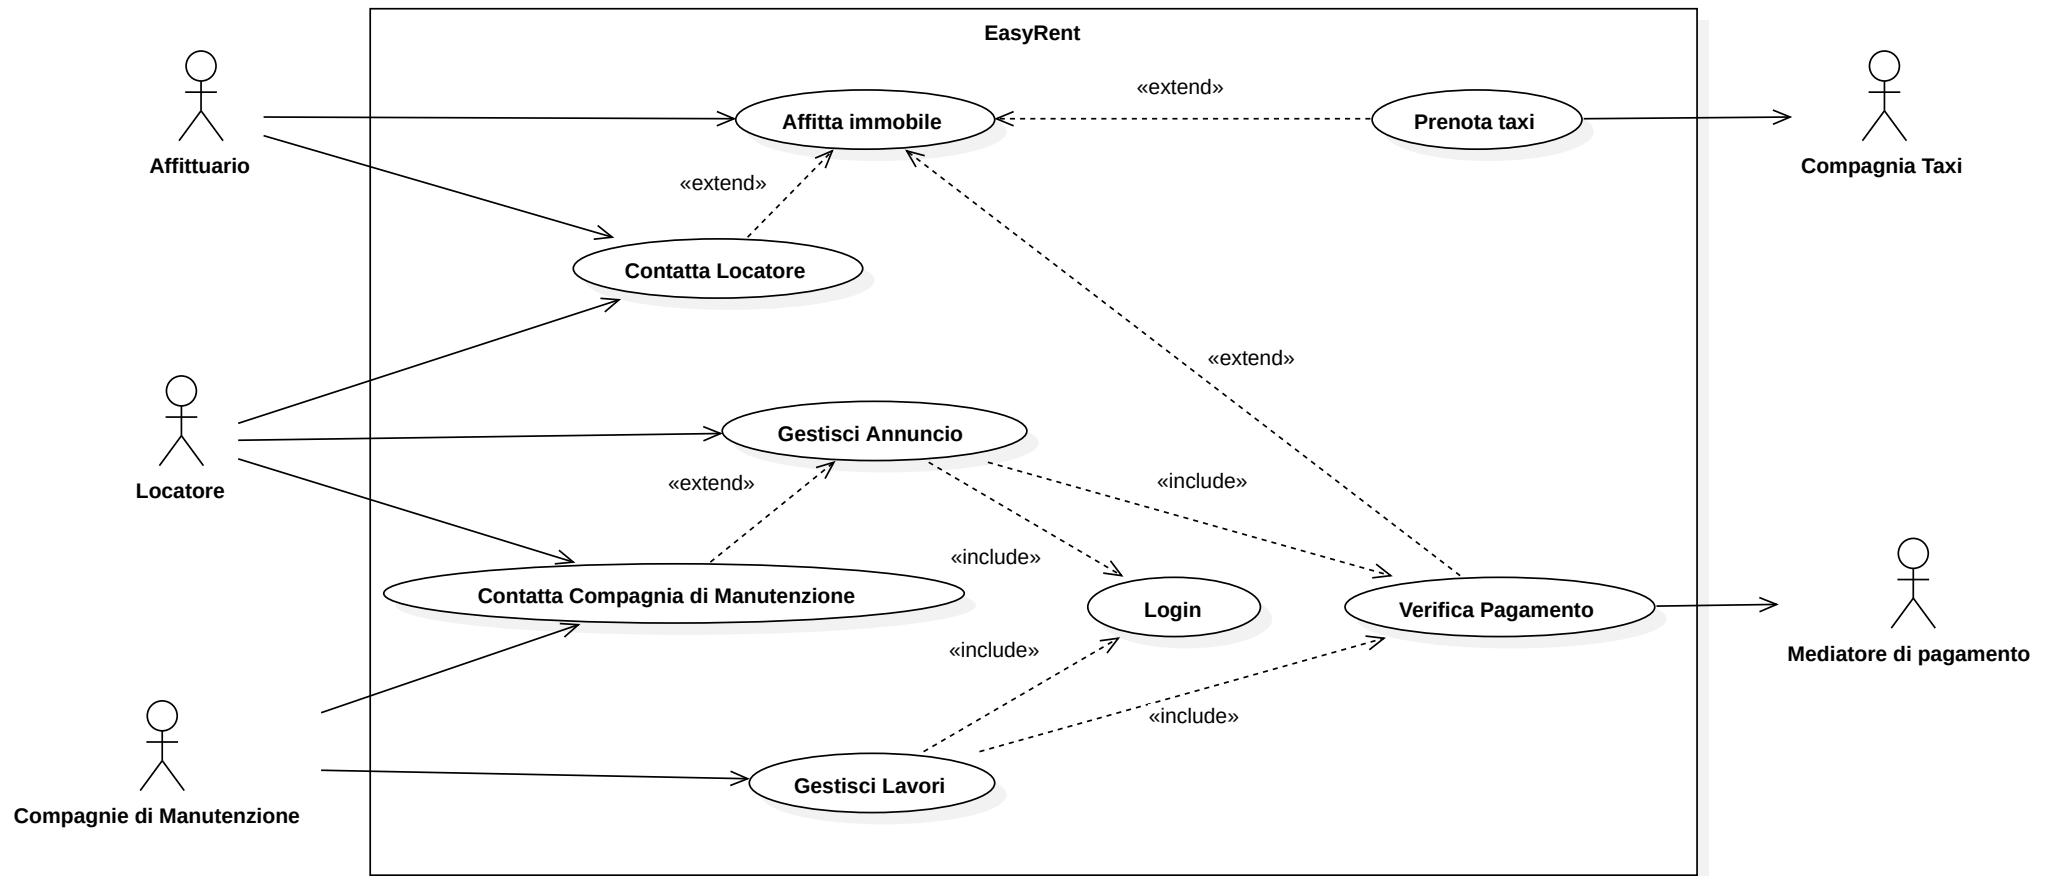 EasyRent
«extend»
Affitta immobile
Prenota taxi
Affittuario
Compagnia Taxi
«extend»
Contatta Locatore
«extend»
Gestisci Annuncio
«extend»
«include»
Locatore
«include»
Contatta Compagnia di Manutenzione
Login
Verifica Pagamento
«include»
Mediatore di pagamento
«include»
Gestisci Lavori
Compagnie di Manutenzione